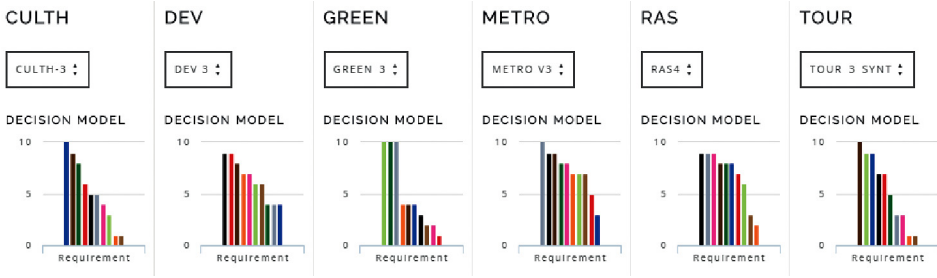 CULTH DEV GREEN METRO RAS TOUR
CULTH-3 DEV 3 GREEN 3 METRO V3 RAS4 TOUR 3 SYNT
DECISION MODEL DECISION MODEL DECISION MODEL DECISION MODEL DECISION MODEL DECISION MODEL
10 10 10 10 10 10
5 5 5 5 5 5
0 0 0 0 0 0
Requirement Requirement Requirement Requirement Requirement Requirement